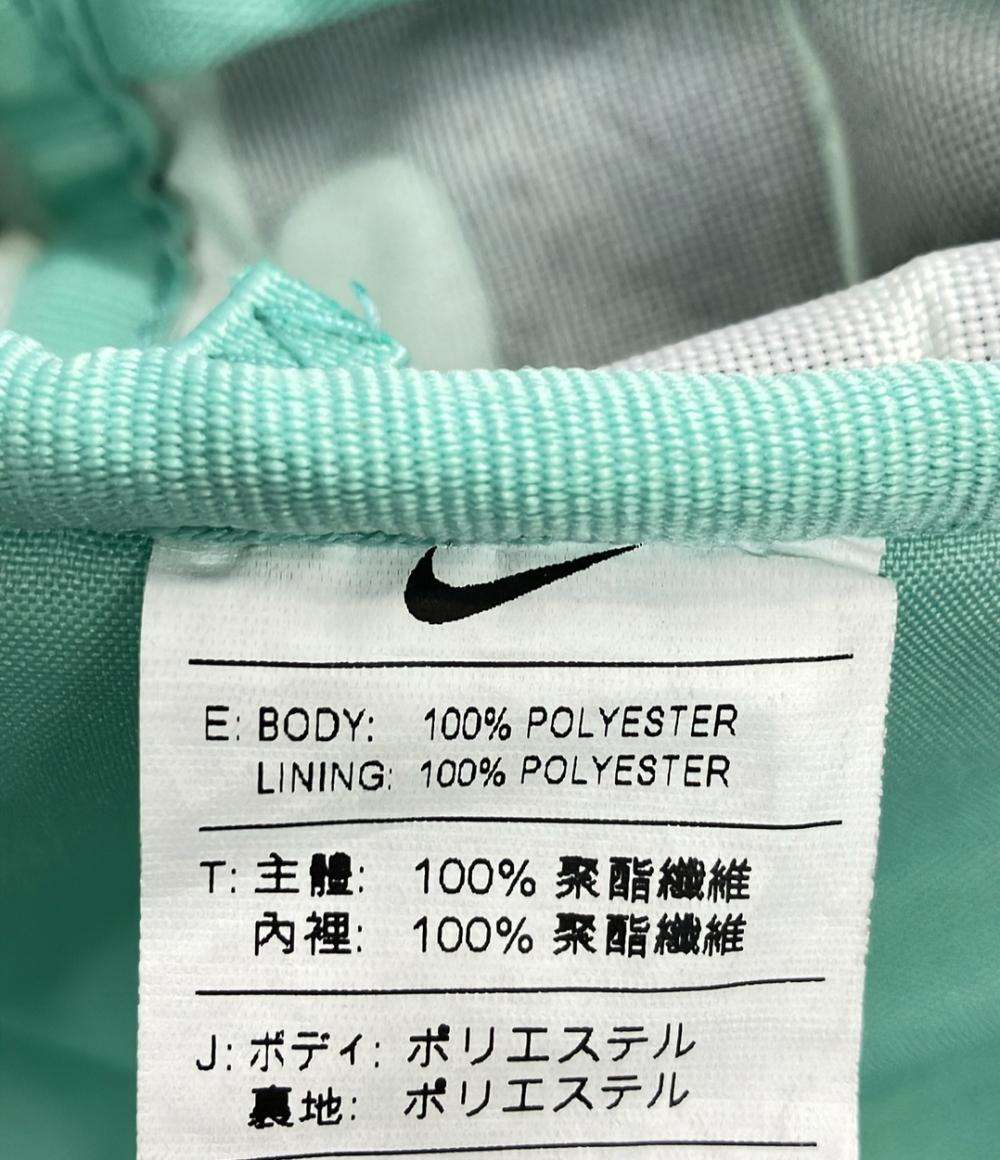 E: BODY: 100% POLYESTER
LINING: 100% POLYESTER
T: 主體: 100% 聚酯纖維
內裡: 100% 聚酯纖維
J: ボディ: ポリエステル
裏地: ポリエステル